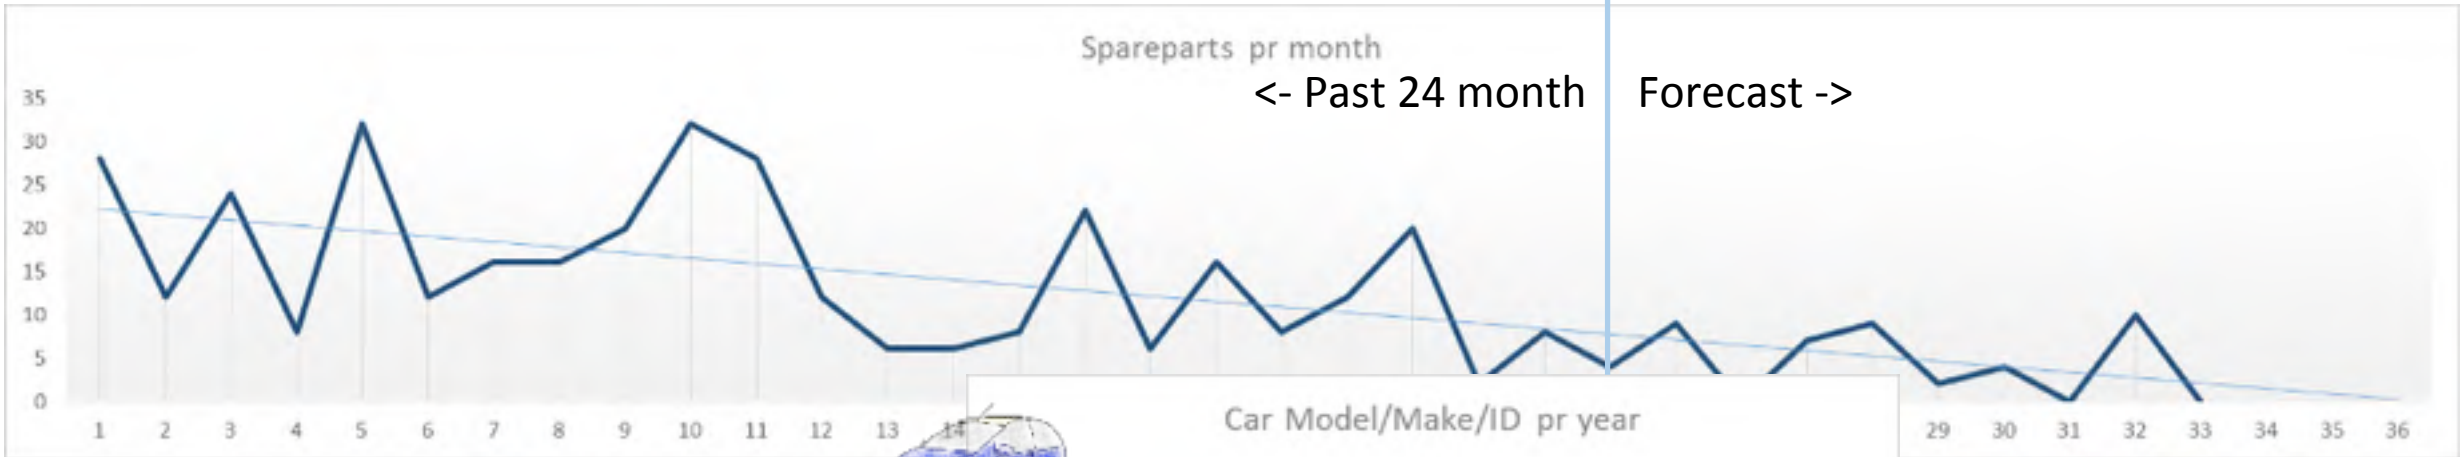 Spareparts pr month
<- Past 24 month Forecast ->
35
30
25
20
15
10
5
0
1 2 3 4 5 6 7 8 9 10 11 12 13 14 29 30 31 32 33 34 35 36
Car Model/Make/ID pr year